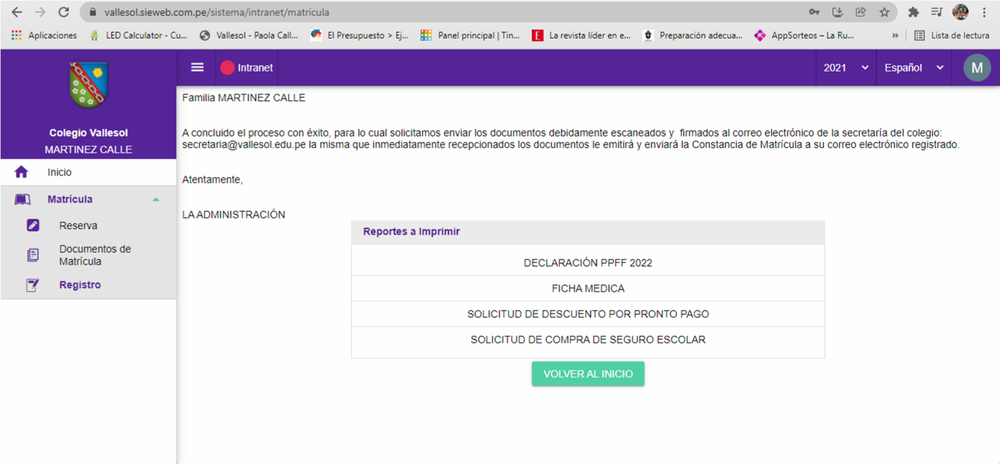 vallesol.sieweb.com.pe/sistema/intranet/matricula
Aplicaciones LED Calculator - Cu... Vallesol - Paola Call... El Presupuesto > Ej... Panel principal | Tin... La revista líder en e... Preparación adecua... AppSorteos – La Ru... » Lista de lectura
Intranet 2021 Español M
Colegio Vallesol
MARTINEZ CALLE
Inicio
Matrícula
Reserva
Documentos de
Matrícula
Registro
Familia MARTINEZ CALLE
A concluido el proceso con éxito, para lo cual solicitamos enviar los documentos debidamente escaneados y firmados al correo electrónico de la secretaría del colegio:
secretaria@vallesol.edu.pe la misma que inmediatamente recepcionados los documentos le emitirá y enviará la Constancia de Matrícula a su correo electrónico registrado.
Atentamente,
LA ADMINISTRACIÓN
Reportes a Imprimir
DECLARACIÓN PPFF 2022
FICHA MEDICA
SOLICITUD DE DESCUENTO POR PRONTO PAGO
SOLICITUD DE COMPRA DE SEGURO ESCOLAR
VOLVER AL INICIO